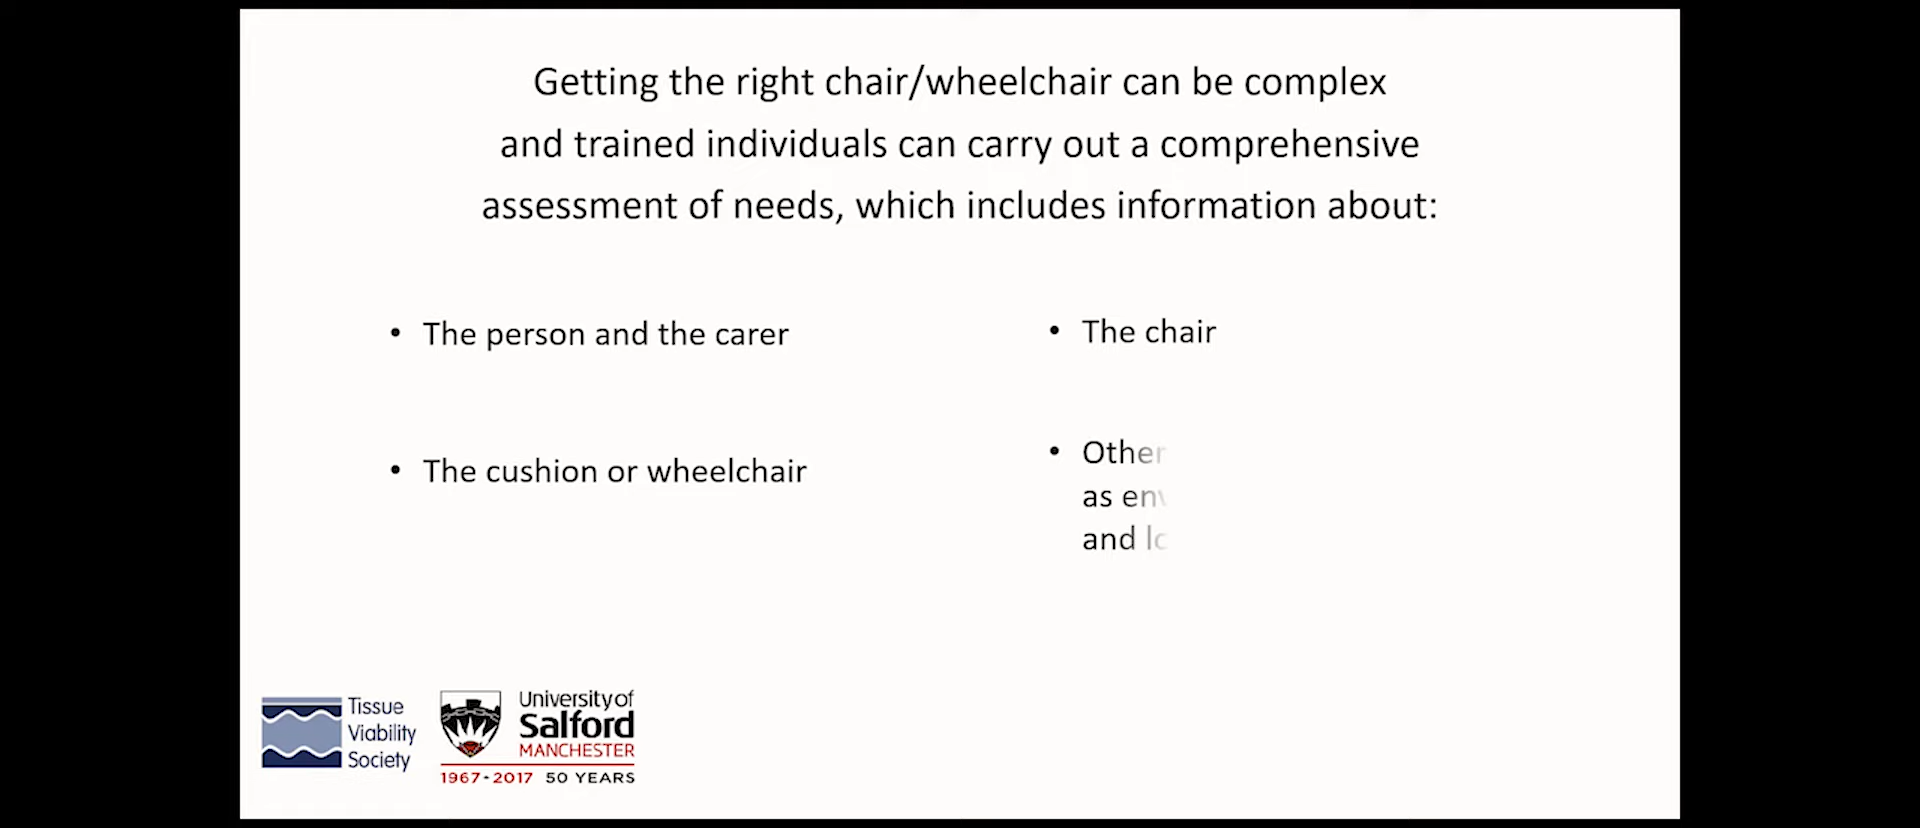 Getting the right chair/wheelchair can be complex
and trained individuals can carry out a comprehensive
assessment of needs, which includes information about:
• The person and the carer
• The cushion or wheelchair
• The chair
• Other
as
and
Tissue
Viability
Society
University of
Salford
MANCHESTER
1967-2017 50 YEARS